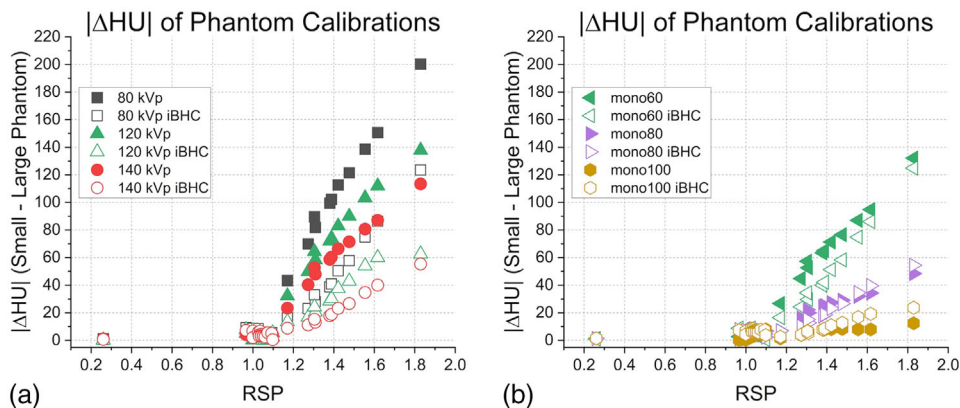 |ΔHU| of Phantom Calibrations
|ΔHU| (Small - Large Phantom)
220
200
180
160
140
120
100
80
60
40
20
0
80 kVp
80 kVp iBHC
120 kVp
120 kVp iBHC
140 kVp
140 kVp iBHC
0.2 0.4 0.6 0.8 1.0 1.2 1.4 1.6 1.8 2.0
RSP
(a)
|ΔHU| of Phantom Calibrations
|ΔHU| (Small - Large Phantom)
220
200
180
160
140
120
100
80
60
40
20
0
mono60
mono60 iBHC
mono80
mono80 iBHC
mono100
mono100 iBHC
0.2 0.4 0.6 0.8 1.0 1.2 1.4 1.6 1.8 2.0
RSP
(b)